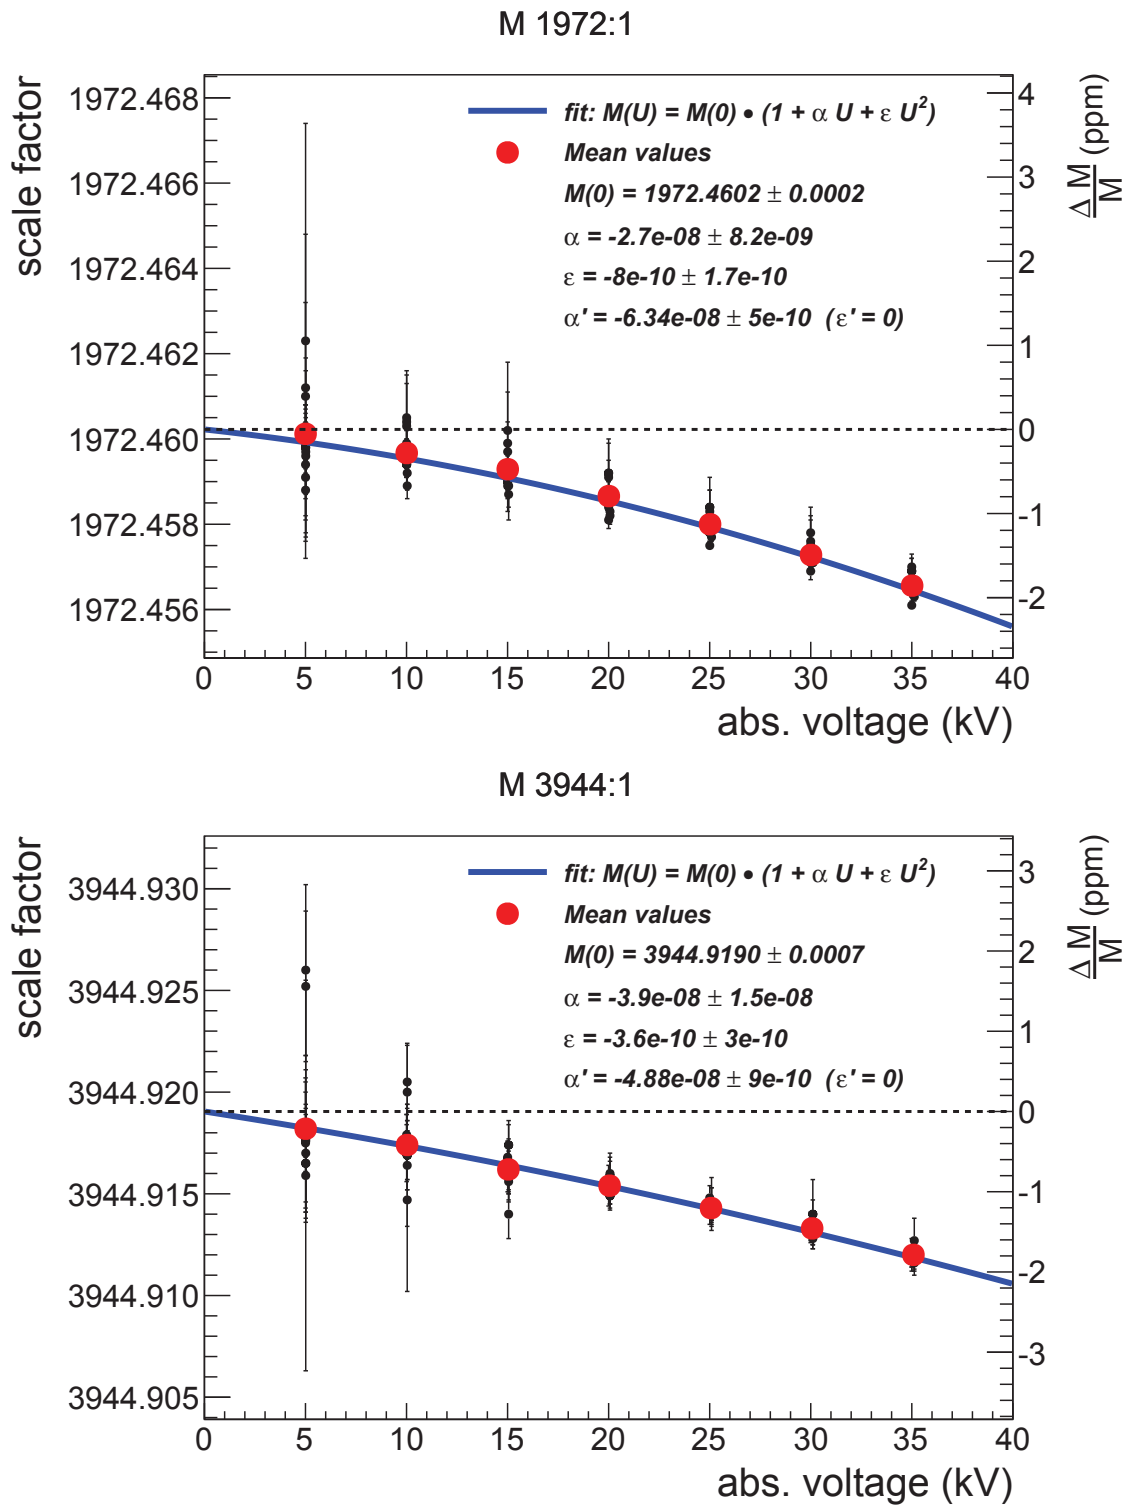 M 1972:1
scale factor
1972.468
1972.466
1972.464
1972.462
1972.460
1972.458
1972.456
fit: M(U) = M(0) • (1 + α U + ε U²)
Mean values
M(0) = 1972.4602 ± 0.0002
α = -2.7e-08 ± 8.2e-09
ε = -8e-10 ± 1.7e-10
α' = -6.34e-08 ± 5e-10 (ε' = 0)
4
3
2
1
0
-1
-2
Δ M
M
(ppm)
0 5 10 15 20 25 30 35 40
abs. voltage (kV)
M 3944:1
scale factor
3944.930
3944.925
3944.920
3944.915
3944.910
3944.905
fit: M(U) = M(0) • (1 + α U + ε U²)
Mean values
M(0) = 3944.9190 ± 0.0007
α = -3.9e-08 ± 1.5e-08
ε = -3.6e-10 ± 3e-10
α' = -4.88e-08 ± 9e-10 (ε' = 0)
3
2
1
0
-1
-2
-3
Δ M
M
(ppm)
0 5 10 15 20 25 30 35 40
abs. voltage (kV)